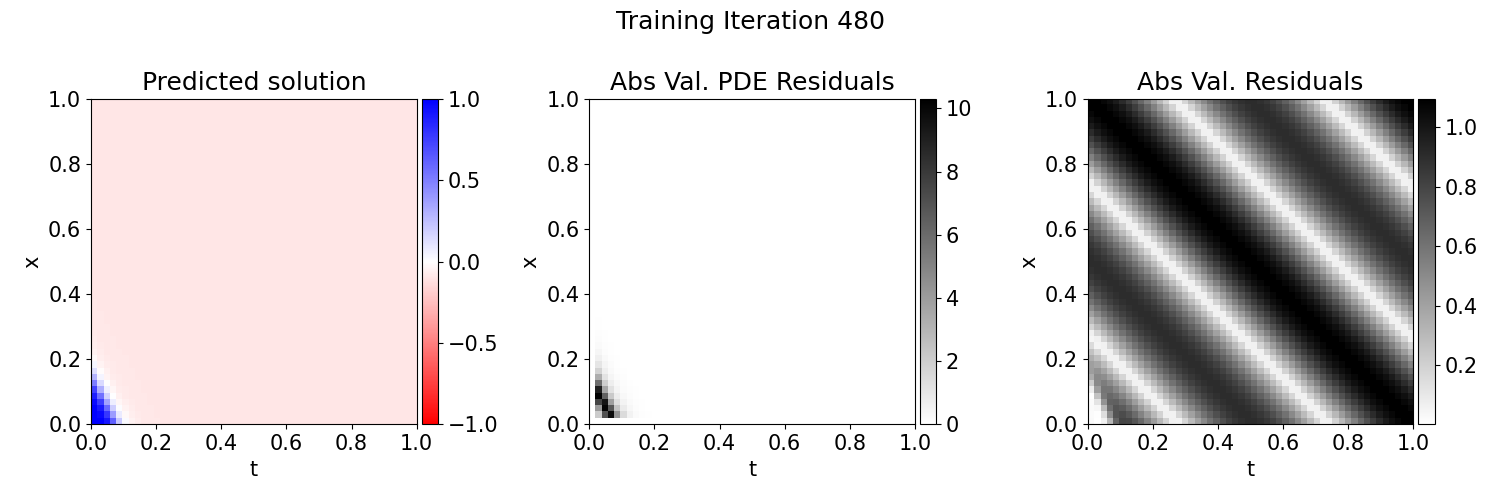 Training Iteration 480
Predicted solution
1.0
0.8
0.6
0.4
0.2
0.0
x
0.0 0.2 0.4 0.6 0.8 1.0
t
1.0
0.5
0.0
−0.5
−1.0
Abs Val. PDE Residuals
1.0
0.8
0.6
0.4
0.2
0.0
x
0.0 0.2 0.4 0.6 0.8 1.0
t
10
8
6
4
2
0
Abs Val. Residuals
1.0
0.8
0.6
0.4
0.2
0.0
x
0.0 0.2 0.4 0.6 0.8 1.0
t
1.0
0.8
0.6
0.4
0.2